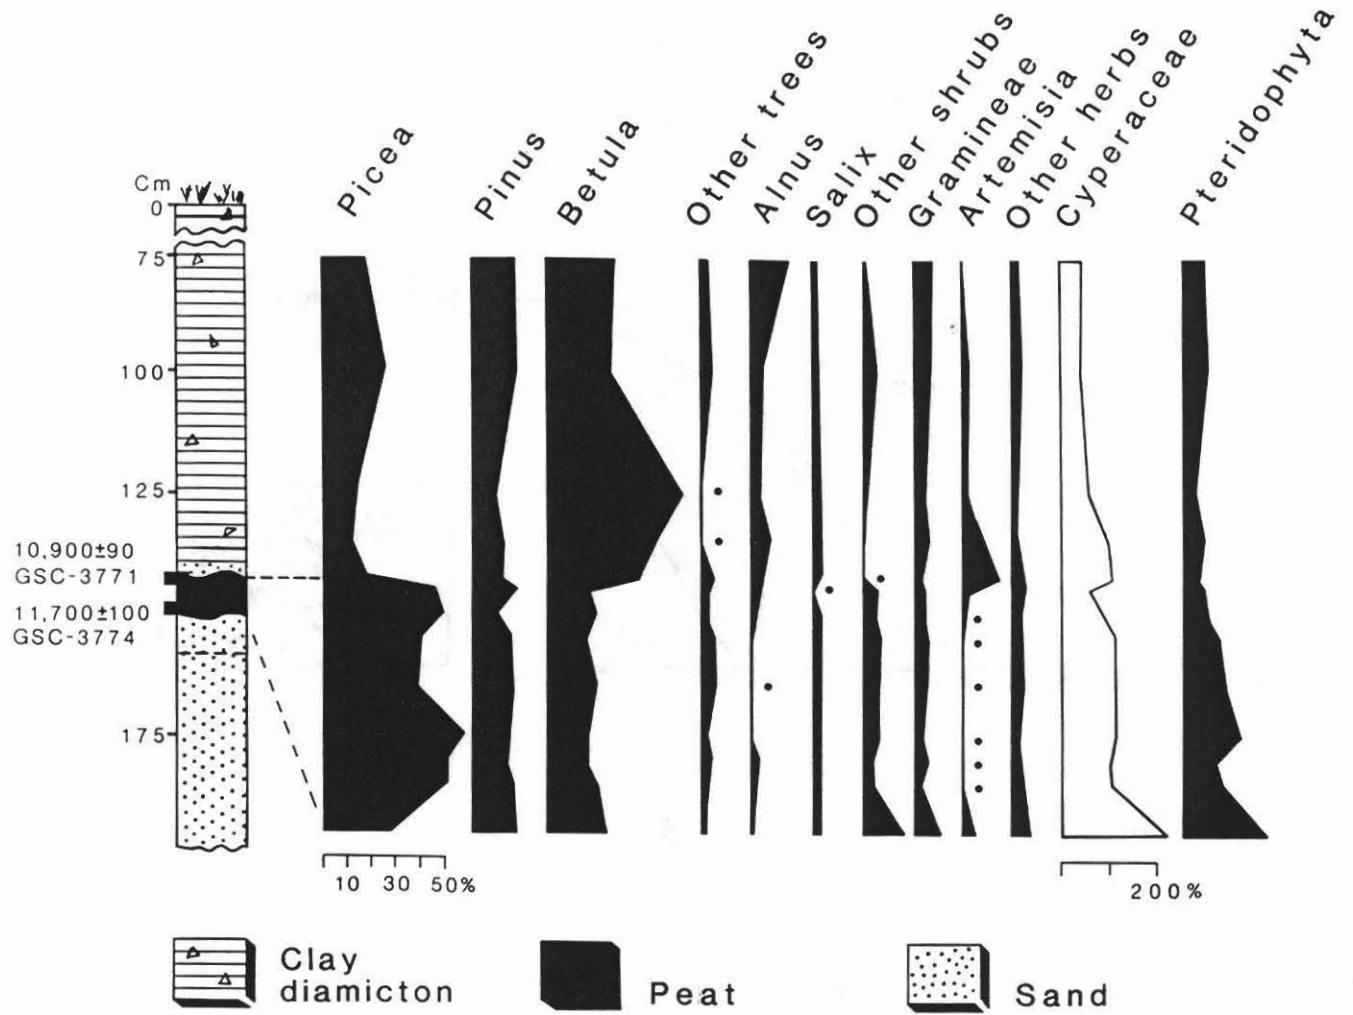 Picea
Pinus
Betula
Other trees
Alnus
Salix
Other shrubs
Gramineae
Artemisia
Other herbs
Cyperaceae
Pteridophyta
Cm
0
75
100
125
10,900±90
GSC-3771
11,700±100
GSC-3774
175
10 30 50%
200%
Clay
diamicton
Peat
Sand